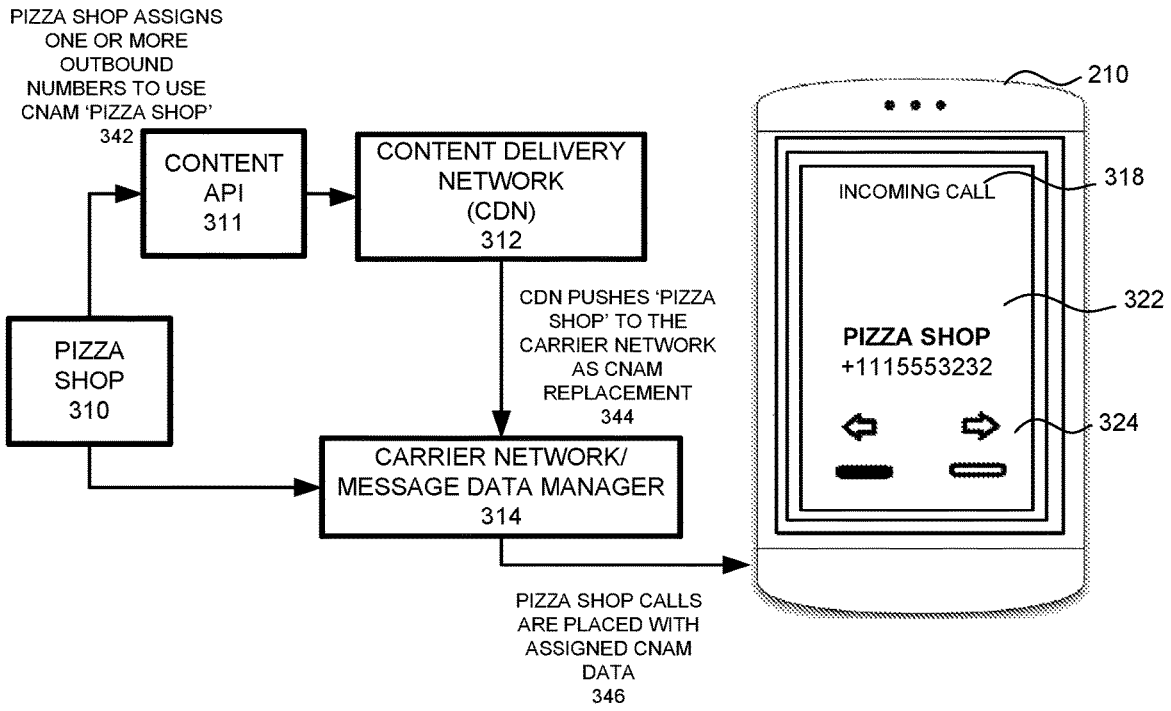 PIZZA SHOP ASSIGNS
ONE OR MORE
OUTBOUND
NUMBERS TO USE
CNAM ‘PIZZA SHOP’
342
CONTENT
API
311
CONTENT DELIVERY
NETWORK
(CDN)
312
PIZZA
SHOP
310
CDN PUSHES ‘PIZZA
SHOP’ TO THE
CARRIER NETWORK
AS CNAM
REPLACEMENT
344
CARRIER NETWORK/
MESSAGE DATA MANAGER
314
PIZZA SHOP CALLS
ARE PLACED WITH
ASSIGNED CNAM
DATA
346
210
INCOMING CALL
318
322
PIZZA SHOP
+1115553232
324